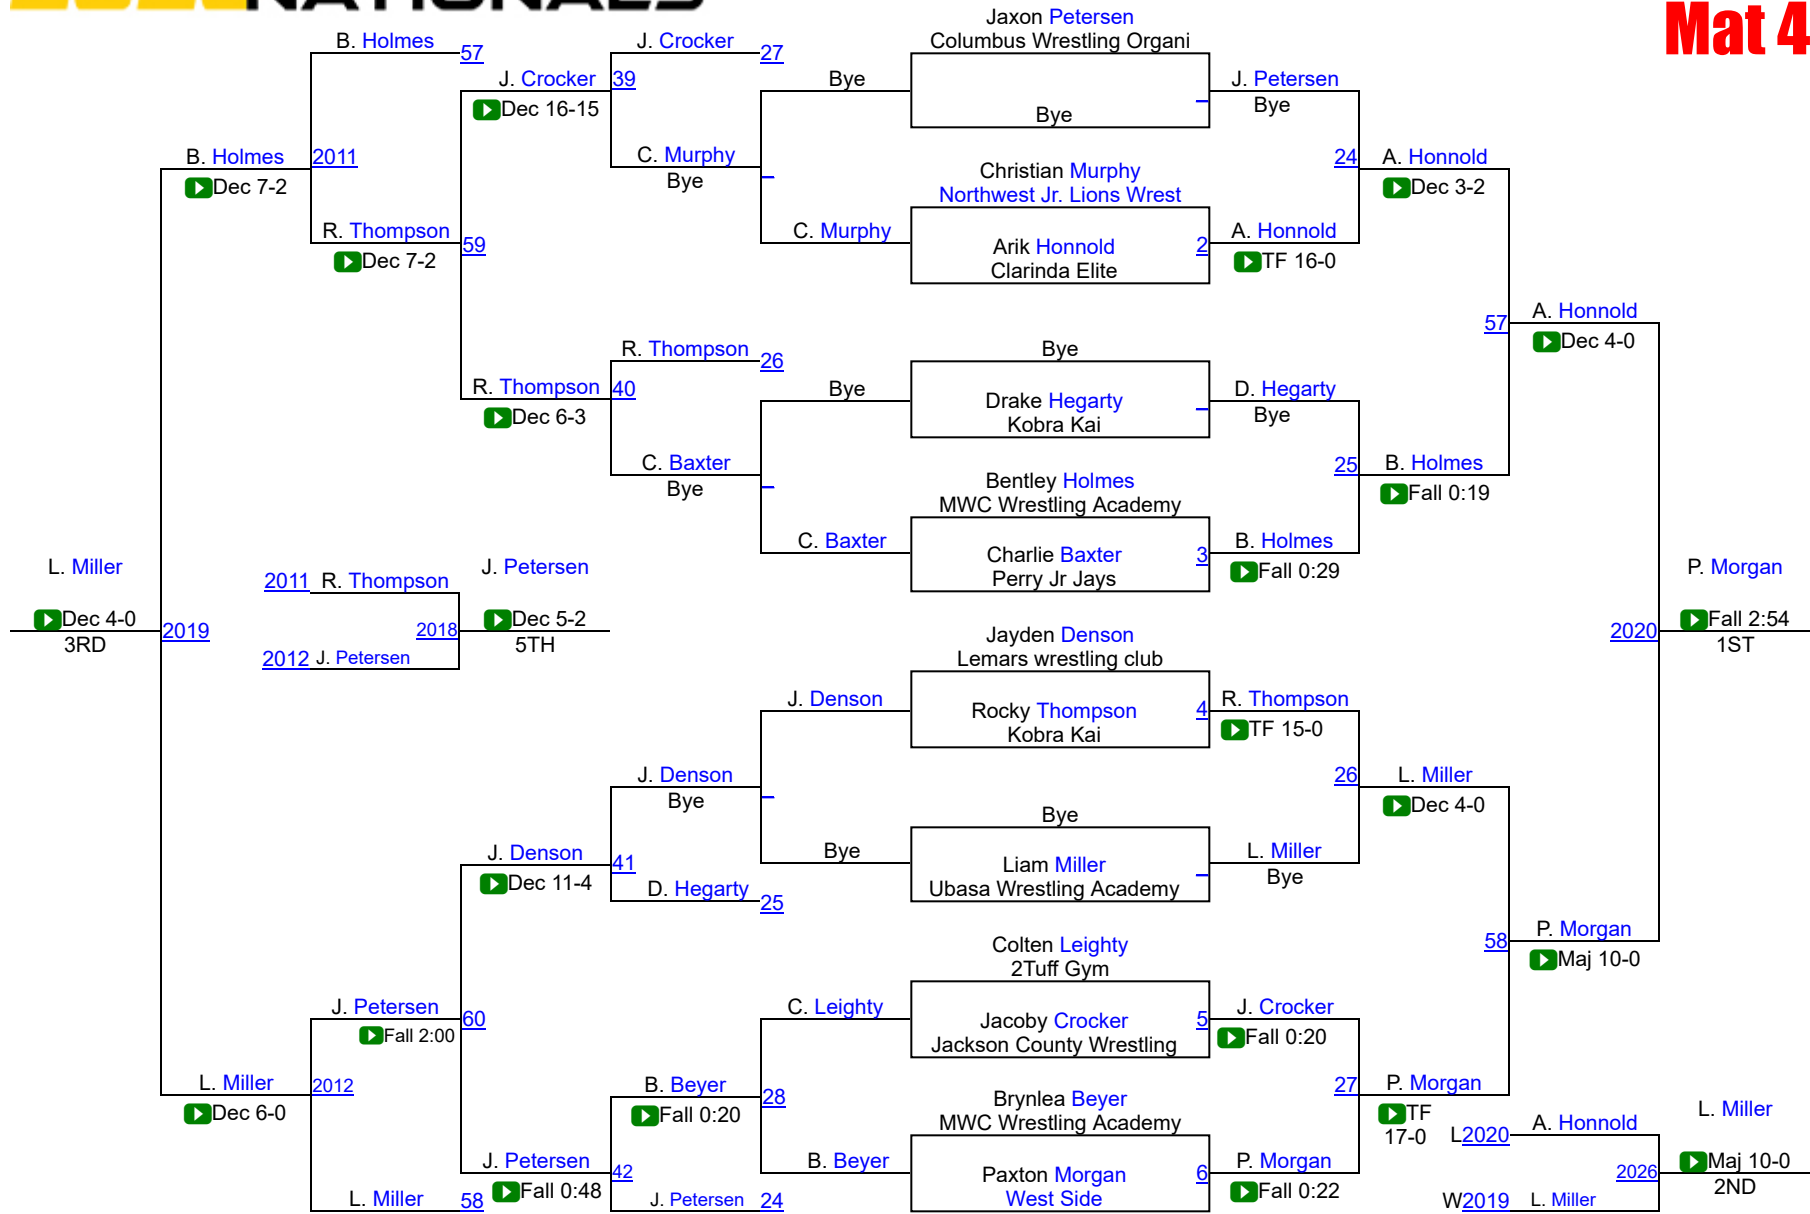 2020 NATIONALS
Mat 4
B. Holmes
57
J. Crocker
Dec 16-15
39
J. Crocker
27
B. Holmes
Dec 7-2
2011
R. Thompson
Dec 7-2
59
C. Murphy
Bye
Bye
C. Murphy
Jaxon Petersen
Columbus Wrestling Organi
Bye
J. Petersen
Bye
Christian Murphy
Northwest Jr. Lions Wrest
Arik Honnold
Clarinda Elite
2
A. Honnold
TF 16-0
24
A. Honnold
Dec 3-2
R. Thompson
26
R. Thompson
Dec 6-3
40
C. Baxter
Bye
Bye
C. Baxter
Bye
Drake Hegarty
Kobra Kai
D. Hegarty
Bye
Bentley Holmes
MWC Wrestling Academy
Charlie Baxter
Perry Jr Jays
3
B. Holmes
Fall 0:29
25
B. Holmes
Fall 0:19
57
A. Honnold
Dec 4-0
L. Miller
Dec 4-0
3RD
2019
2011
R. Thompson
2012
J. Petersen
2018
J. Petersen
Dec 5-2
5TH
P. Morgan
2020
Fall 2:54
1ST
Jayden Denson
Lemars wrestling club
J. Denson
Rocky Thompson
Kobra Kai
4
R. Thompson
TF 15-0
J. Denson
Bye
Bye
Bye
Liam Miller
Ubasa Wrestling Academy
L. Miller
Bye
26
L. Miller
Dec 4-0
J. Denson
Dec 11-4
41
D. Hegarty
25
Colten Leighty
2Tuff Gym
C. Leighty
Jacoby Crocker
Jackson County Wrestling
5
J. Crocker
Fall 0:20
58
P. Morgan
Maj 10-0
J. Petersen
Fall 2:00
60
L. Miller
Dec 6-0
2012
B. Beyer
Fall 0:20
28
B. Beyer
Brynlea Beyer
MWC Wrestling Academy
Paxton Morgan
West Side
6
P. Morgan
Fall 0:22
27
P. Morgan
TF
17-0
J. Petersen
Fall 0:48
42
L. Miller
58
J. Petersen
24
L2020
A. Honnold
W2019
L. Miller
2026
L. Miller
Maj 10-0
2ND